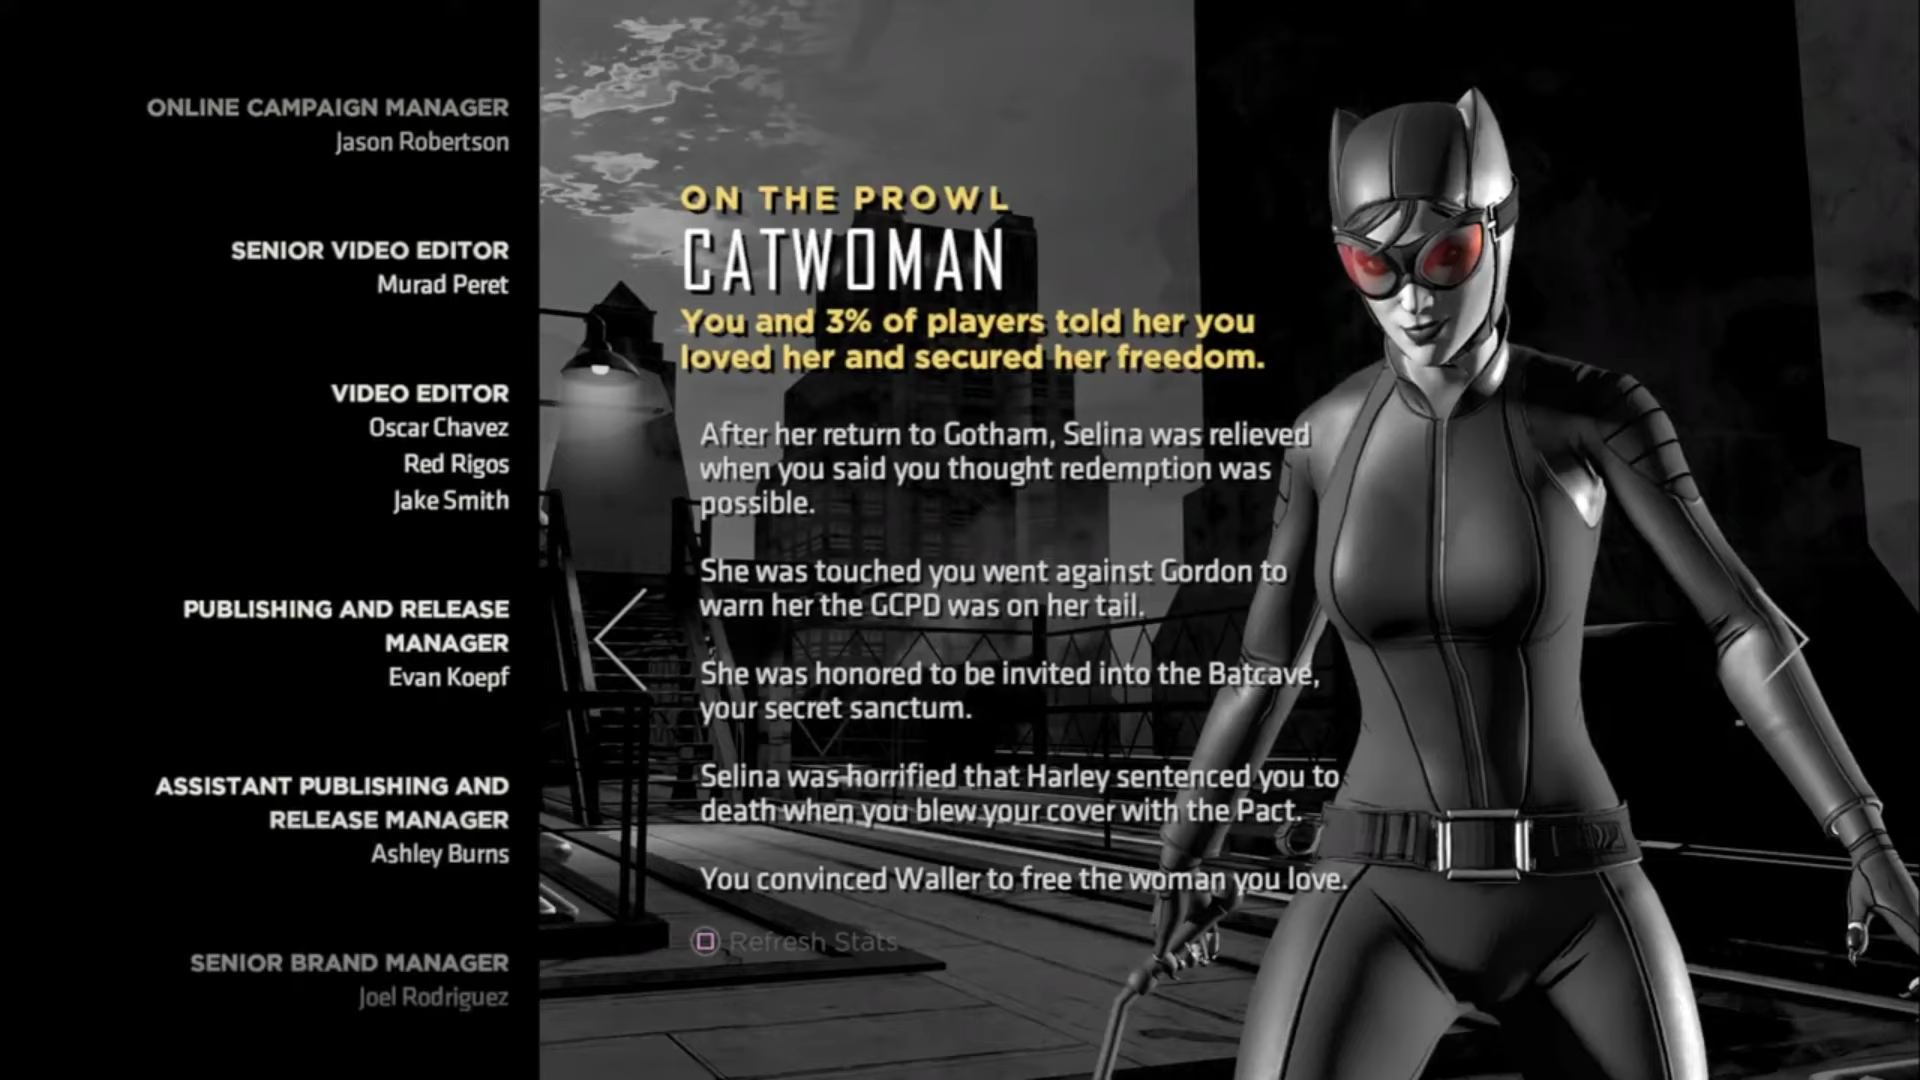 ONLINE CAMPAIGN MANAGER
Jason Robertson
SENIOR VIDEO EDITOR
Murad Peret
VIDEO EDITOR
Oscar Chavez
Red Rigos
Jake Smith
PUBLISHING AND RELEASE
MANAGER
Evan Koepf
ASSISTANT PUBLISHING AND
RELEASE MANAGER
Ashley Burns
SENIOR BRAND MANAGER
Joel Rodriguez
ON THE PROWL
CATWOMAN
You and 3% of players told her you
loved her and secured her freedom.
After her return to Gotham, Selina was relieved
when you said you thought redemption was
possible.
She was touched you went against Gordon to
warn her the GCPD was on her tail.
She was honored to be invited into the Batcave,
your secret sanctum.
Selina was horrified that Harley sentenced you to
death when you blew your cover with the Pact.
You convinced Waller to free the woman you love.
Refresh Stats